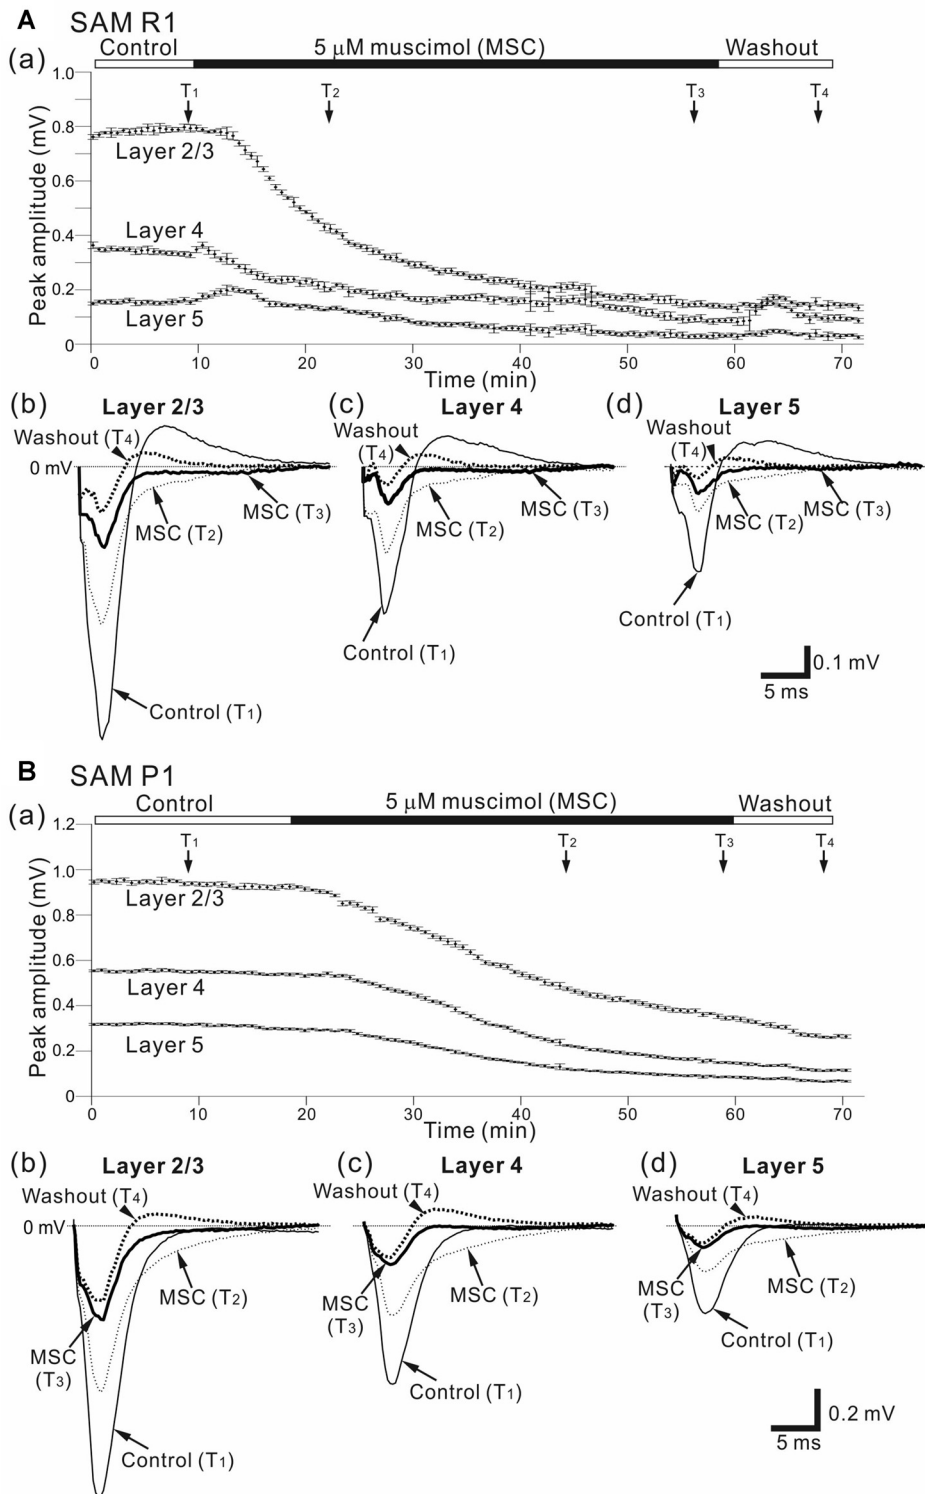 A SAM R1
(a) Control 5 μM muscimol (MSC) Washout
T1 T2 T3 T4
Peak amplitude (mV)
1.0
0.8
0.6
0.4
0.2
0
Layer 2/3
Layer 4
Layer 5
0 10 20 30 40 50 60 70
Time (min)
(b) Layer 2/3
Washout (T4)
0 mV
MSC (T3)
MSC (T2)
Control (T1)
(c) Layer 4
Washout
(T4)
MSC (T3)
MSC (T2)
Control (T1)
(d) Layer 5
Washout
(T4)
MSC (T2)
MSC (T3)
Control (T1)
0.1 mV
5 ms
B SAM P1
(a) Control 5 μM muscimol (MSC) Washout
T1 T2 T3 T4
Peak amplitude (mV)
1.2
1.0
0.8
0.6
0.4
0.2
0
Layer 2/3
Layer 4
Layer 5
0 10 20 30 40 50 60 70
Time (min)
(b) Layer 2/3
Washout (T4)
0 mV
MSC (T2)
MSC
(T3)
Control (T1)
(c) Layer 4
Washout (T4)
MSC
(T3)
MSC (T2)
Control (T1)
(d) Layer 5
Washout (T4)
MSC
(T3)
MSC (T2)
Control (T1)
0.2 mV
5 ms